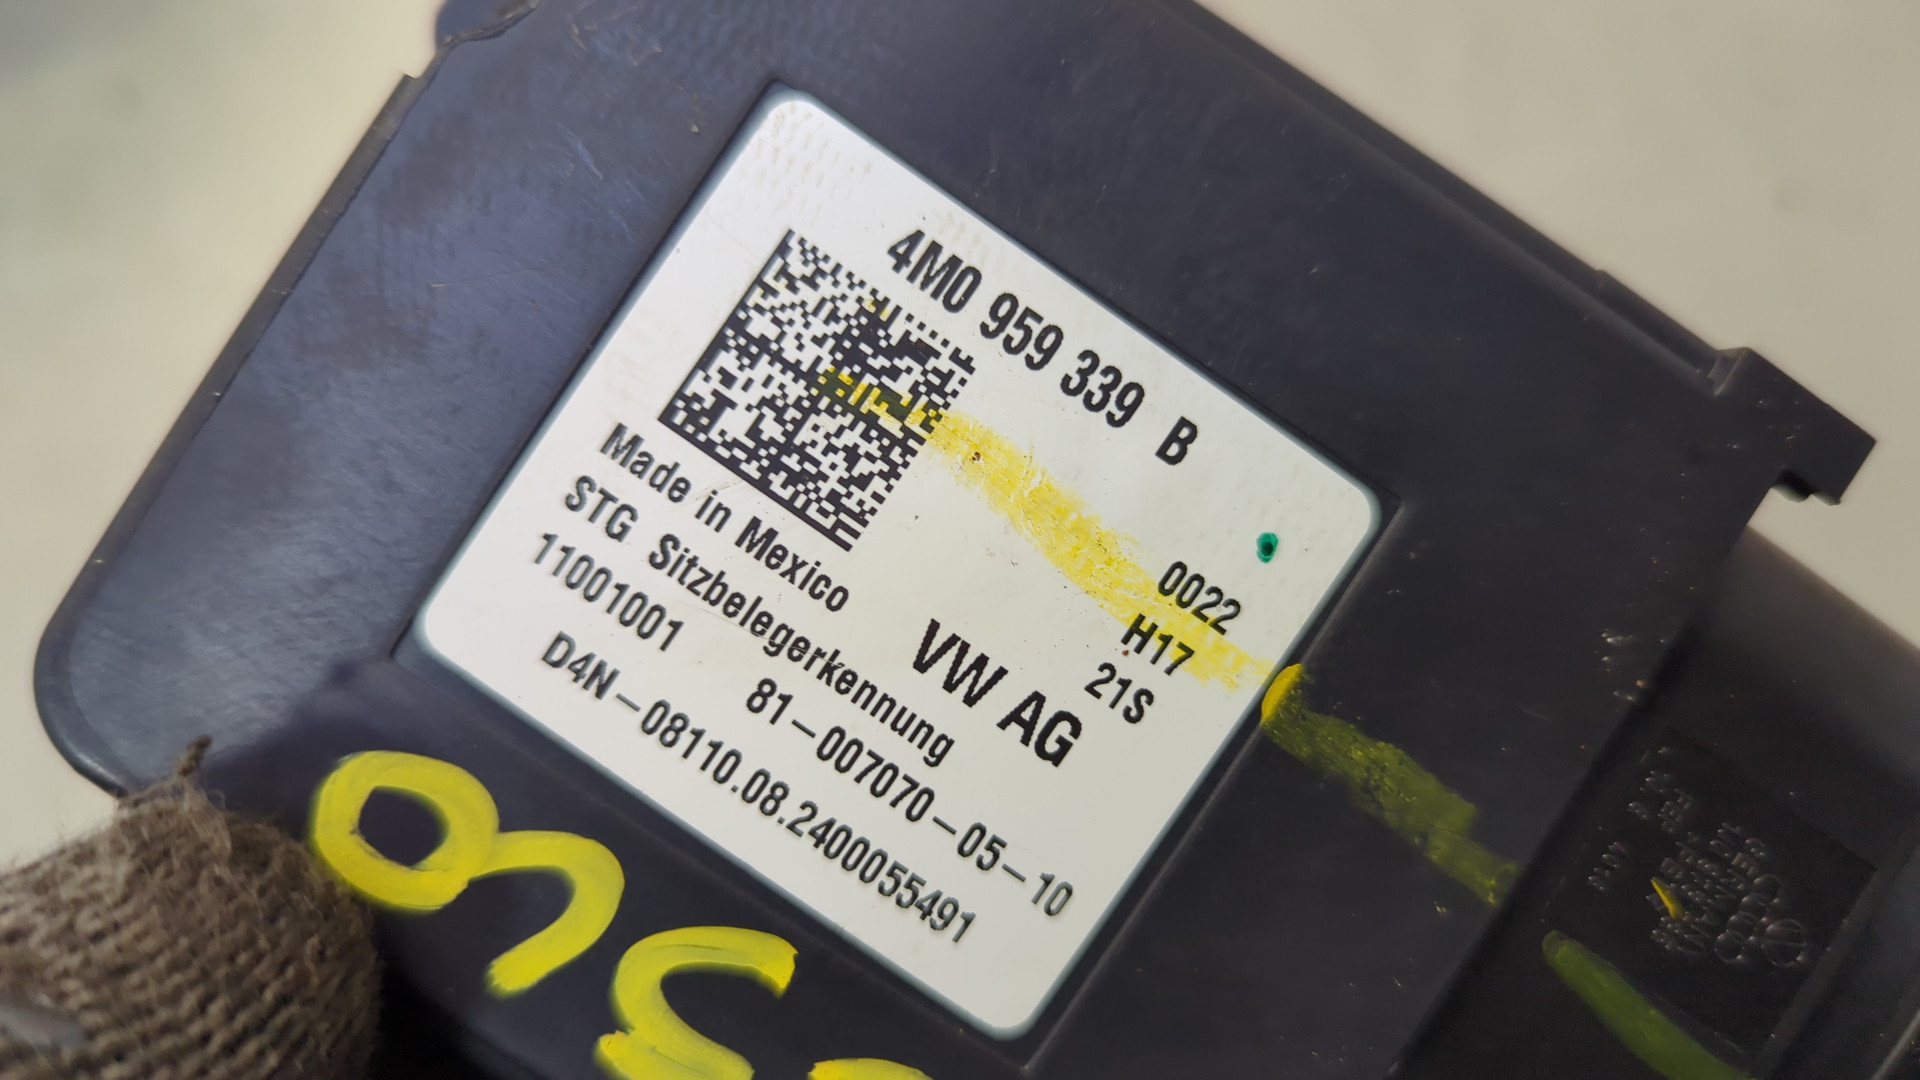 4M0 959 339 B
0022
H17
21S
Made in Mexico
VW AG
STG Sitzbelegerkennung
11001001 81-007070-05-10
D4N-08110.08.2400055491